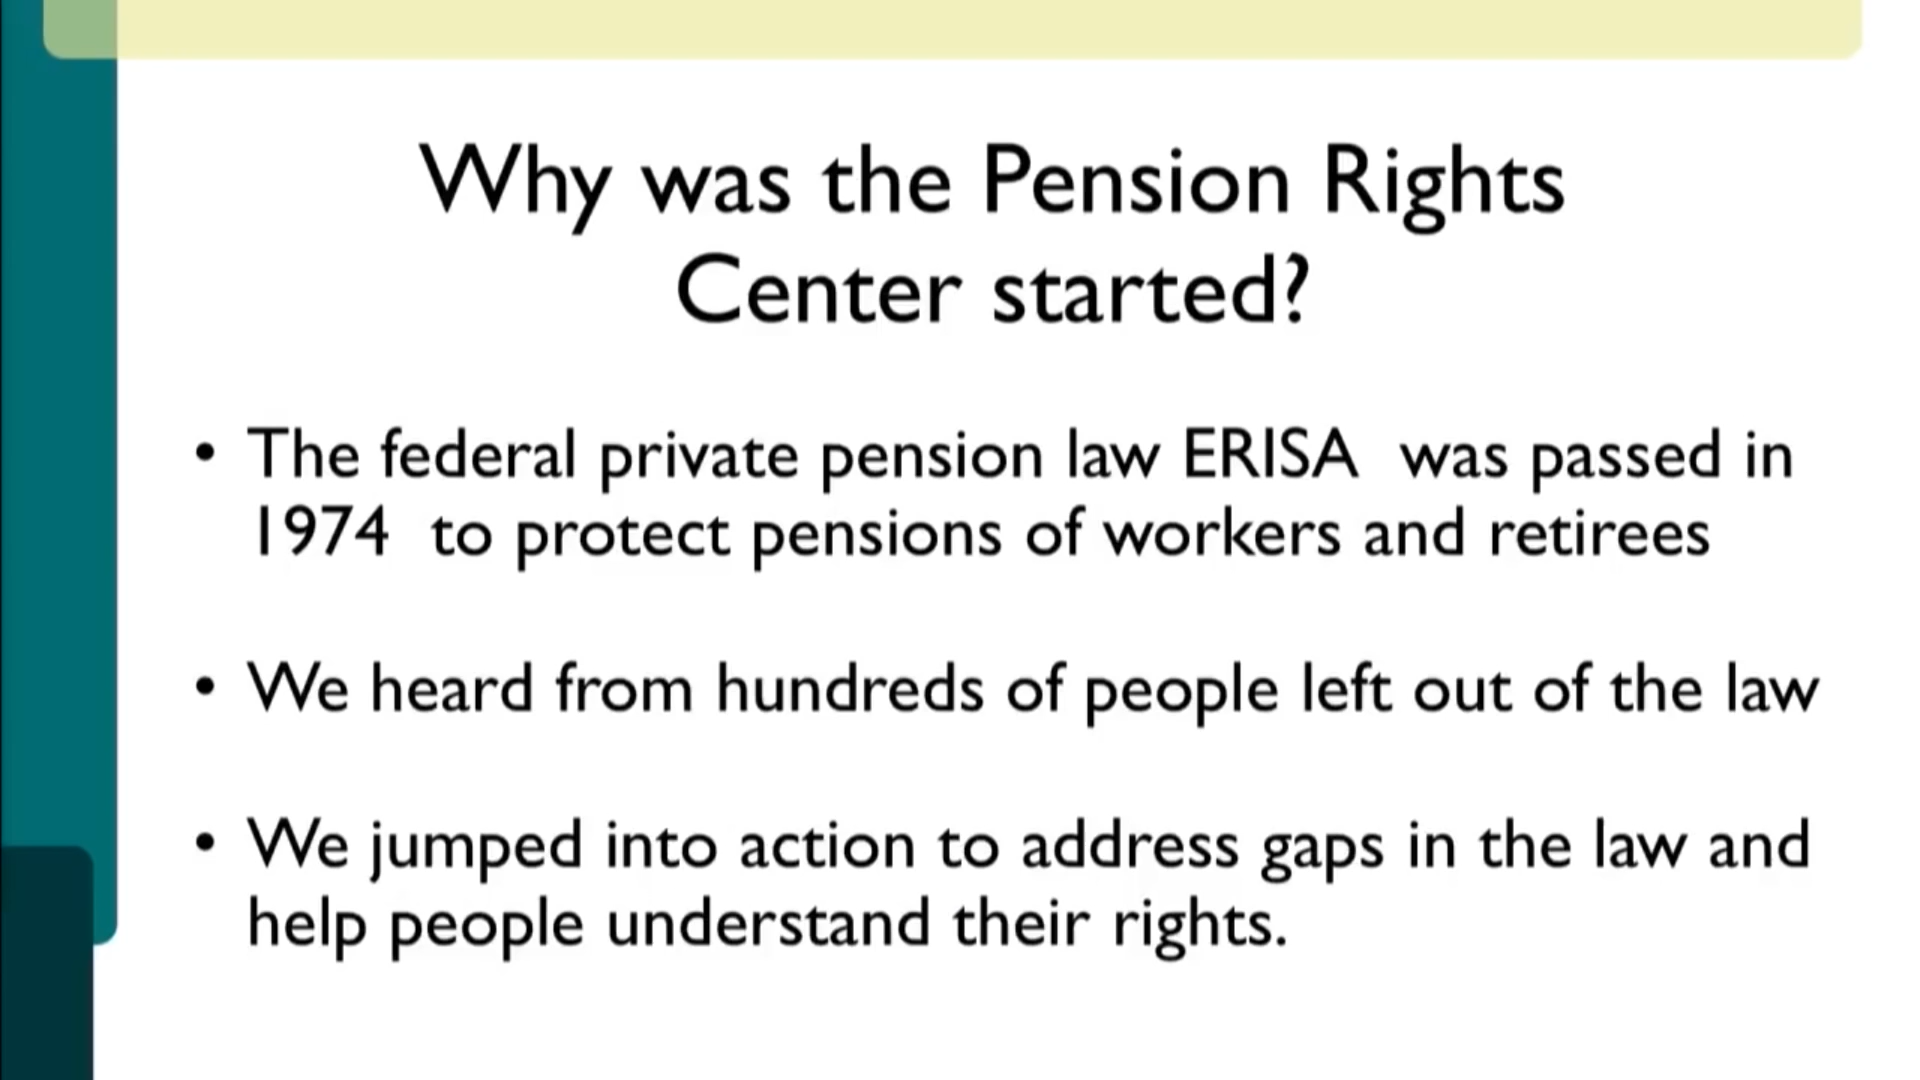 Why was the Pension Rights
Center started?
• The federal private pension law ERISA  was passed in
1974  to protect pensions of workers and retirees
• We heard from hundreds of people left out of the law
• We jumped into action to address gaps in the law and
help people understand their rights.